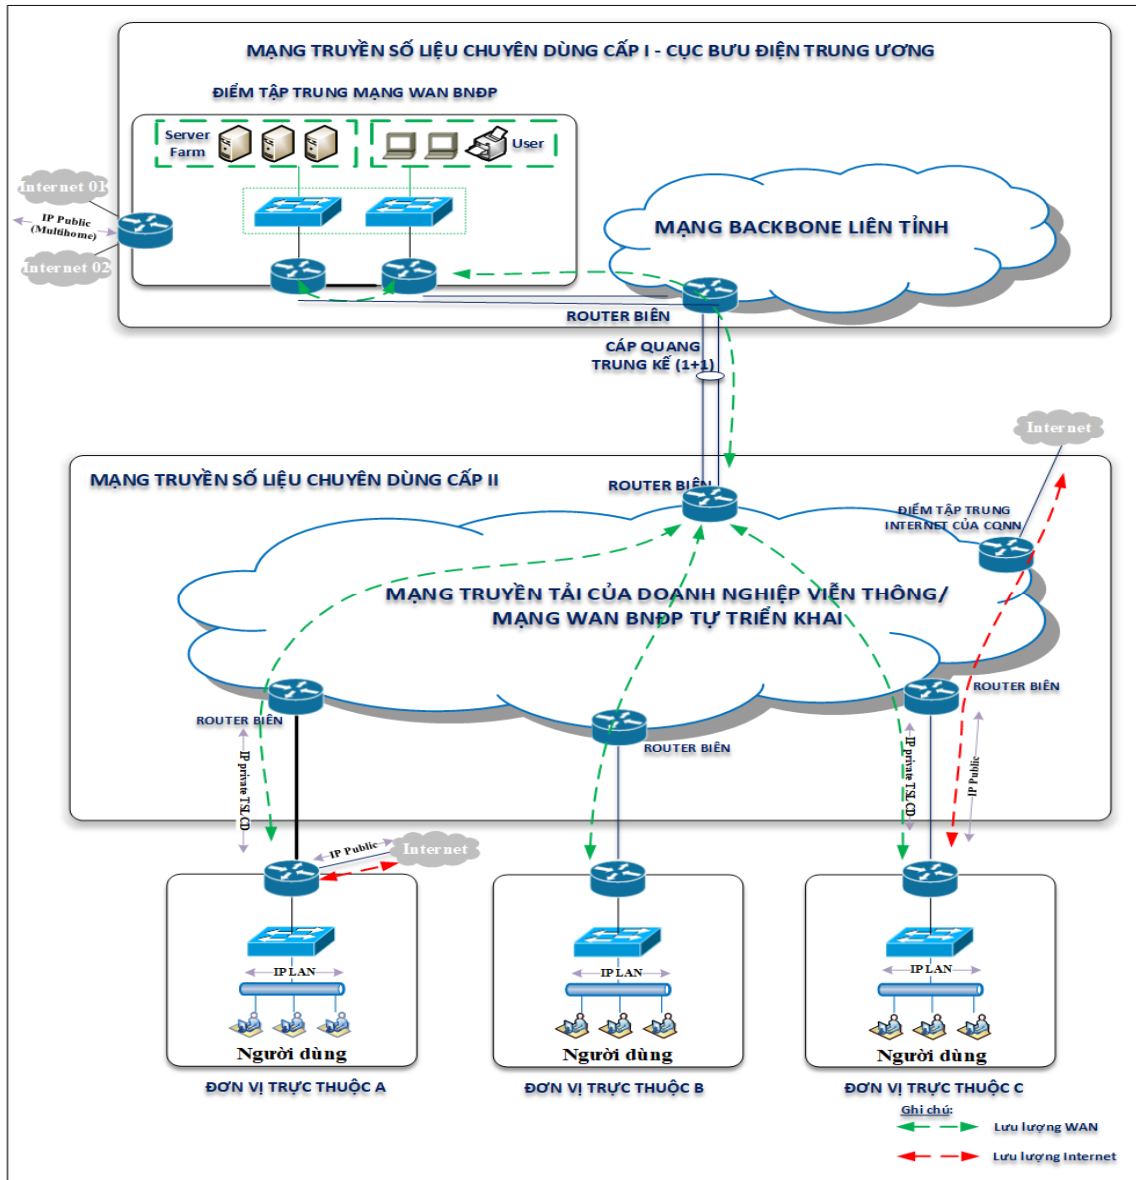 MẠNG TRUYỀN SỐ LIỆU CHUYÊN DÙNG CẤP I - CỤC BƯU ĐIỆN TRUNG ƯƠNG
ĐIỂM TẬP TRUNG MẠNG WAN BNĐP
Server
Farm
User
Internet 01
IP Public
(Multihome)
Internet 02
MẠNG BACKBONE LIÊN TỈNH
ROUTER BIÊN
CÁP QUANG
TRUNG KẾ (1+1)
Internet
MẠNG TRUYỀN SỐ LIỆU CHUYÊN DÙNG CẤP II
ROUTER BIÊN
ĐIỂM TẬP TRUNG
INTERNET CỦA CQNN
MẠNG TRUYỀN TẢI CỦA DOANH NGHIỆP VIỄN THÔNG/
MẠNG WAN BNĐP TỰ TRIỂN KHAI
ROUTER BIÊN
ROUTER BIÊN
ROUTER BIÊN
IP private TSLCD
IP private TSLCD
IP Public
IP Public
Internet
IP LAN
IP LAN
IP LAN
Người dùng
Người dùng
Người dùng
ĐƠN VỊ TRỰC THUỘC A
ĐƠN VỊ TRỰC THUỘC B
ĐƠN VỊ TRỰC THUỘC C
Ghi chú:
Lưu lượng WAN
Lưu lượng Internet